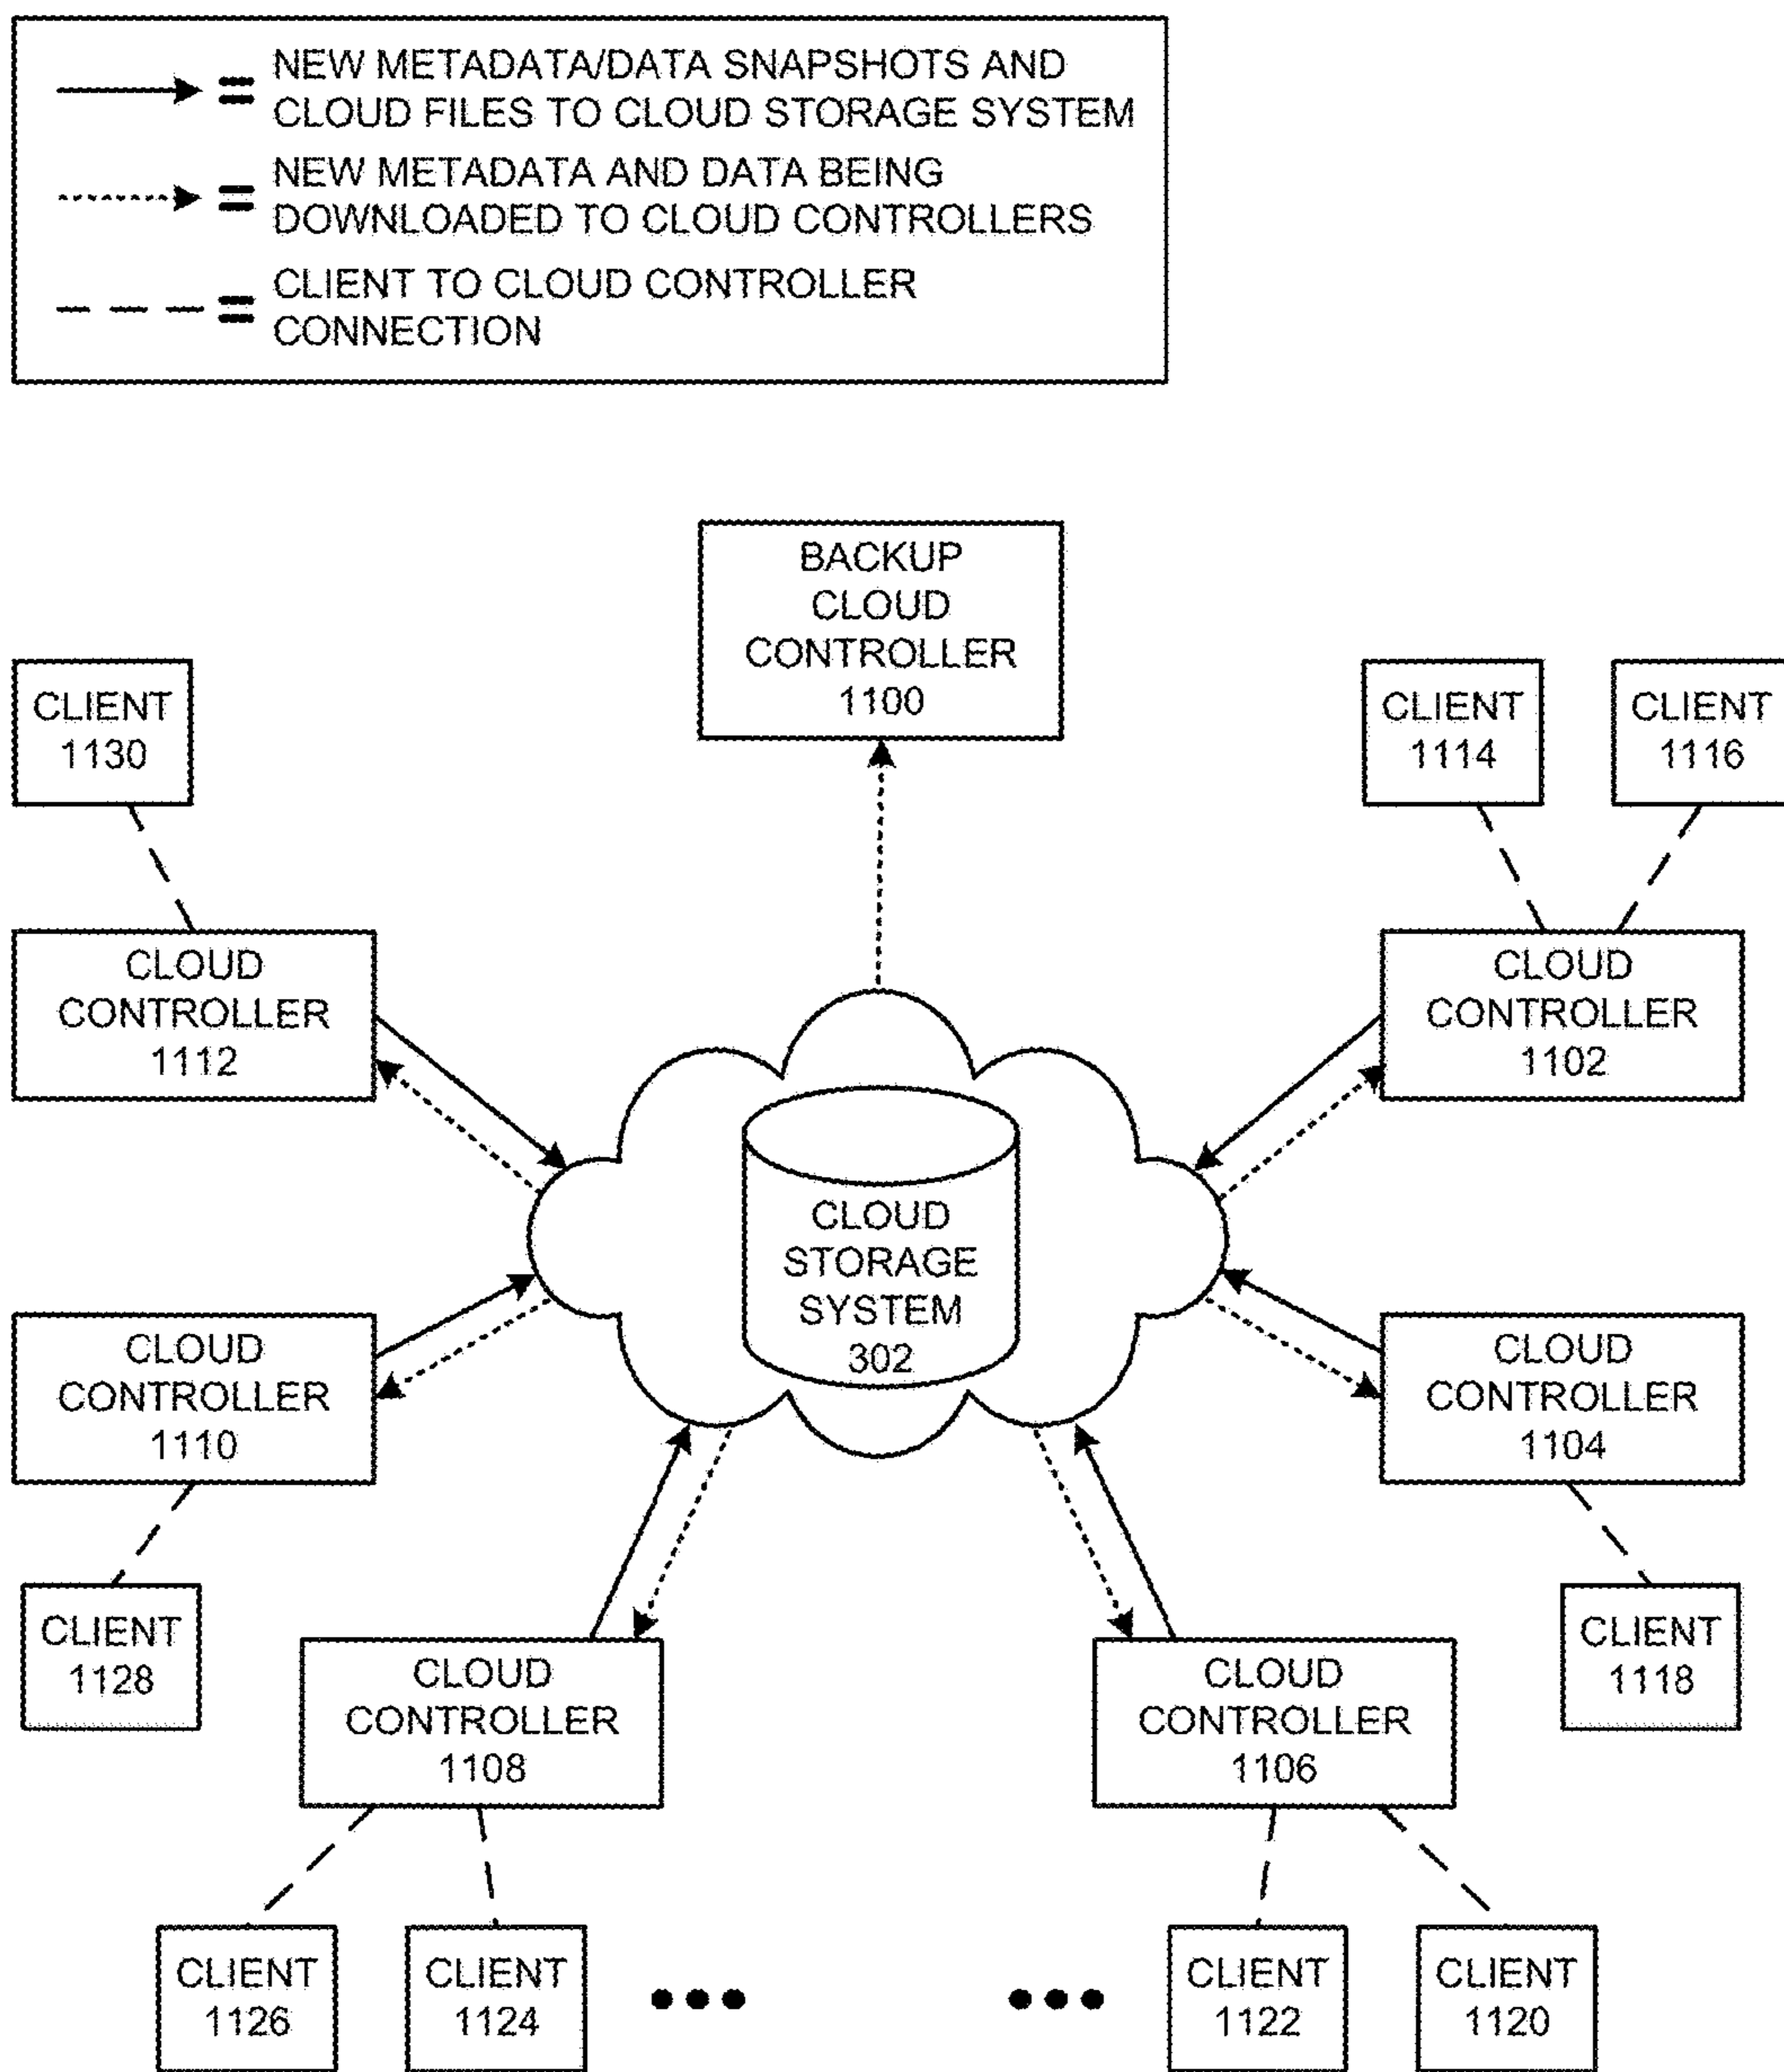 = NEW METADATA/DATA SNAPSHOTS AND
CLOUD FILES TO CLOUD STORAGE SYSTEM
= NEW METADATA AND DATA BEING
DOWNLOADED TO CLOUD CONTROLLERS
= CLIENT TO CLOUD CONTROLLER
CONNECTION
BACKUP
CLOUD
CONTROLLER
1100
CLIENT
1130
CLIENT
1114
CLIENT
1116
CLOUD
CONTROLLER
1112
CLOUD
CONTROLLER
1102
CLOUD
STORAGE
SYSTEM
302
CLOUD
CONTROLLER
1110
CLOUD
CONTROLLER
1104
CLIENT
1128
CLIENT
1118
CLOUD
CONTROLLER
1108
CLOUD
CONTROLLER
1106
CLIENT
1126
CLIENT
1124
•••
•••
CLIENT
1122
CLIENT
1120